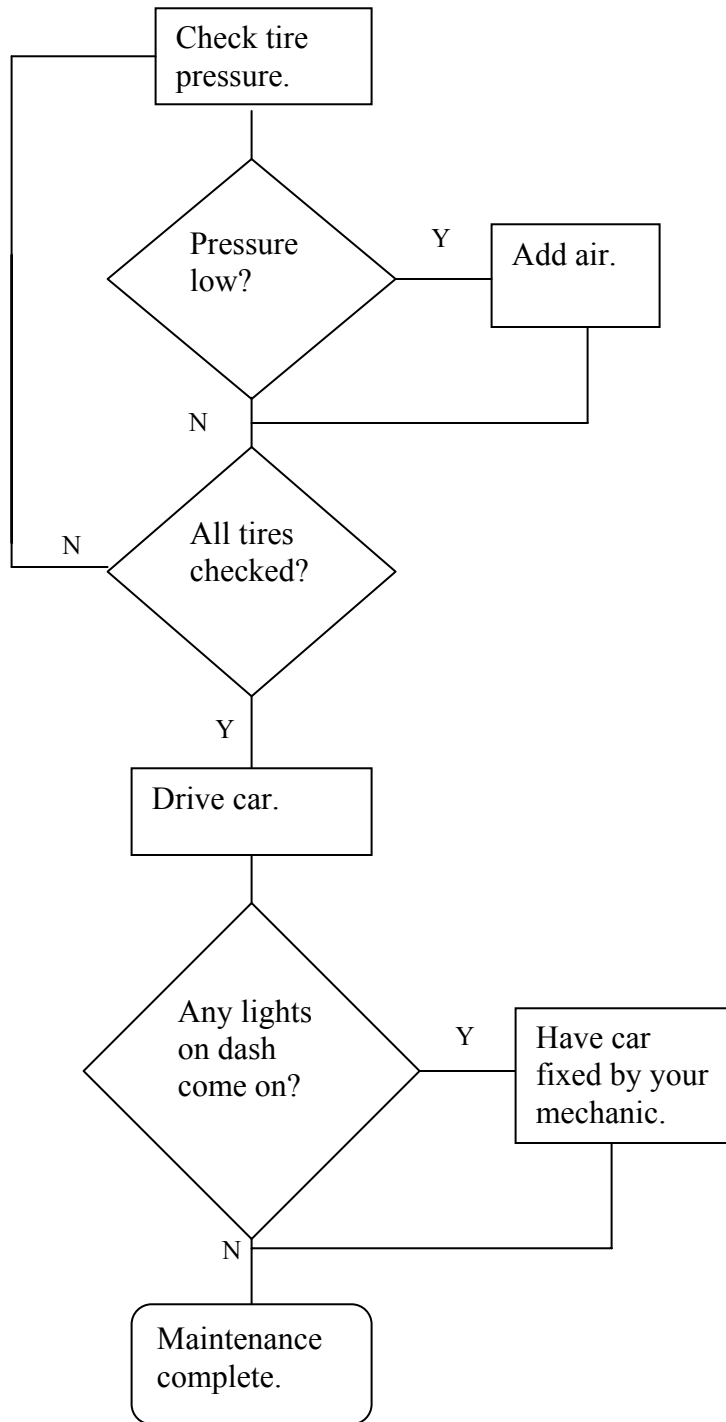 Check tire
pressure.
Pressure
low?
Y
Add air.
N
All tires
checked?
N
Y
Drive car.
Any lights
on dash
come on?
Y
Have car
fixed by your
mechanic.
N
Maintenance
complete.